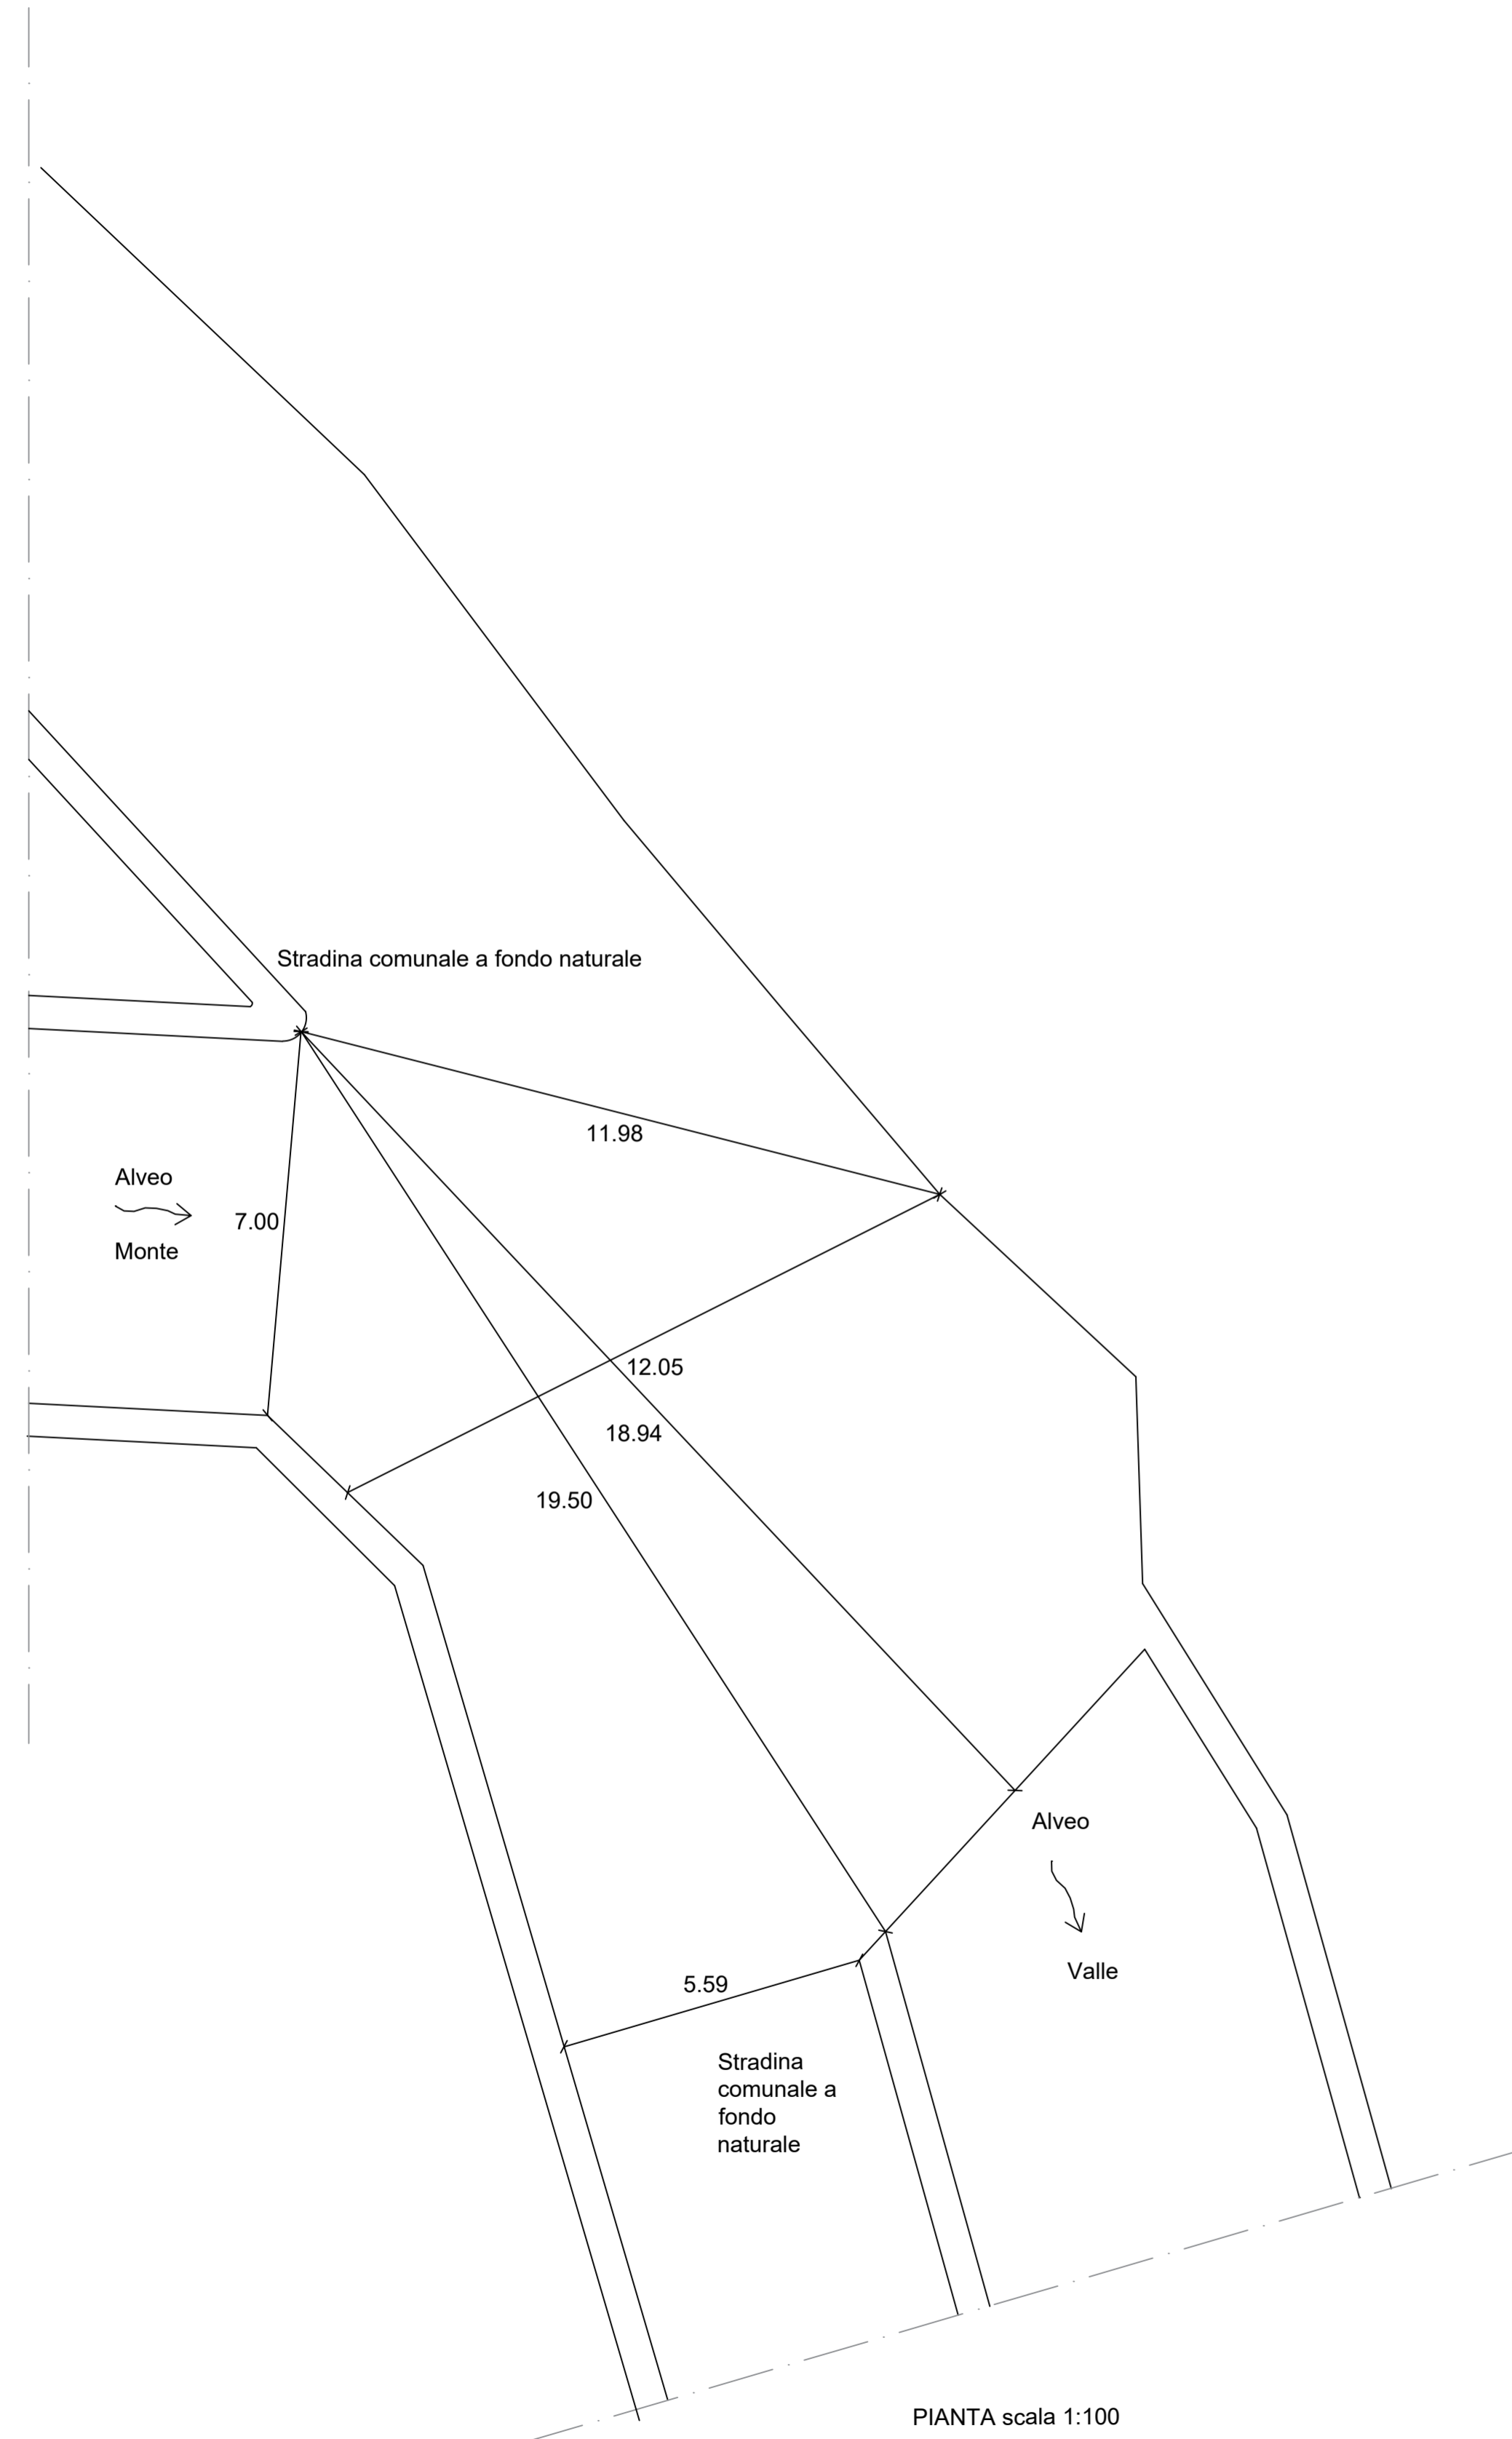 Stradina comunale a fondo naturale
11.98
Alveo
7.00
Monte
12.05
18.94
19.50
Alveo
Valle
5.59
Stradina
comunale a
fondo
naturale
PIANTA scala 1:100